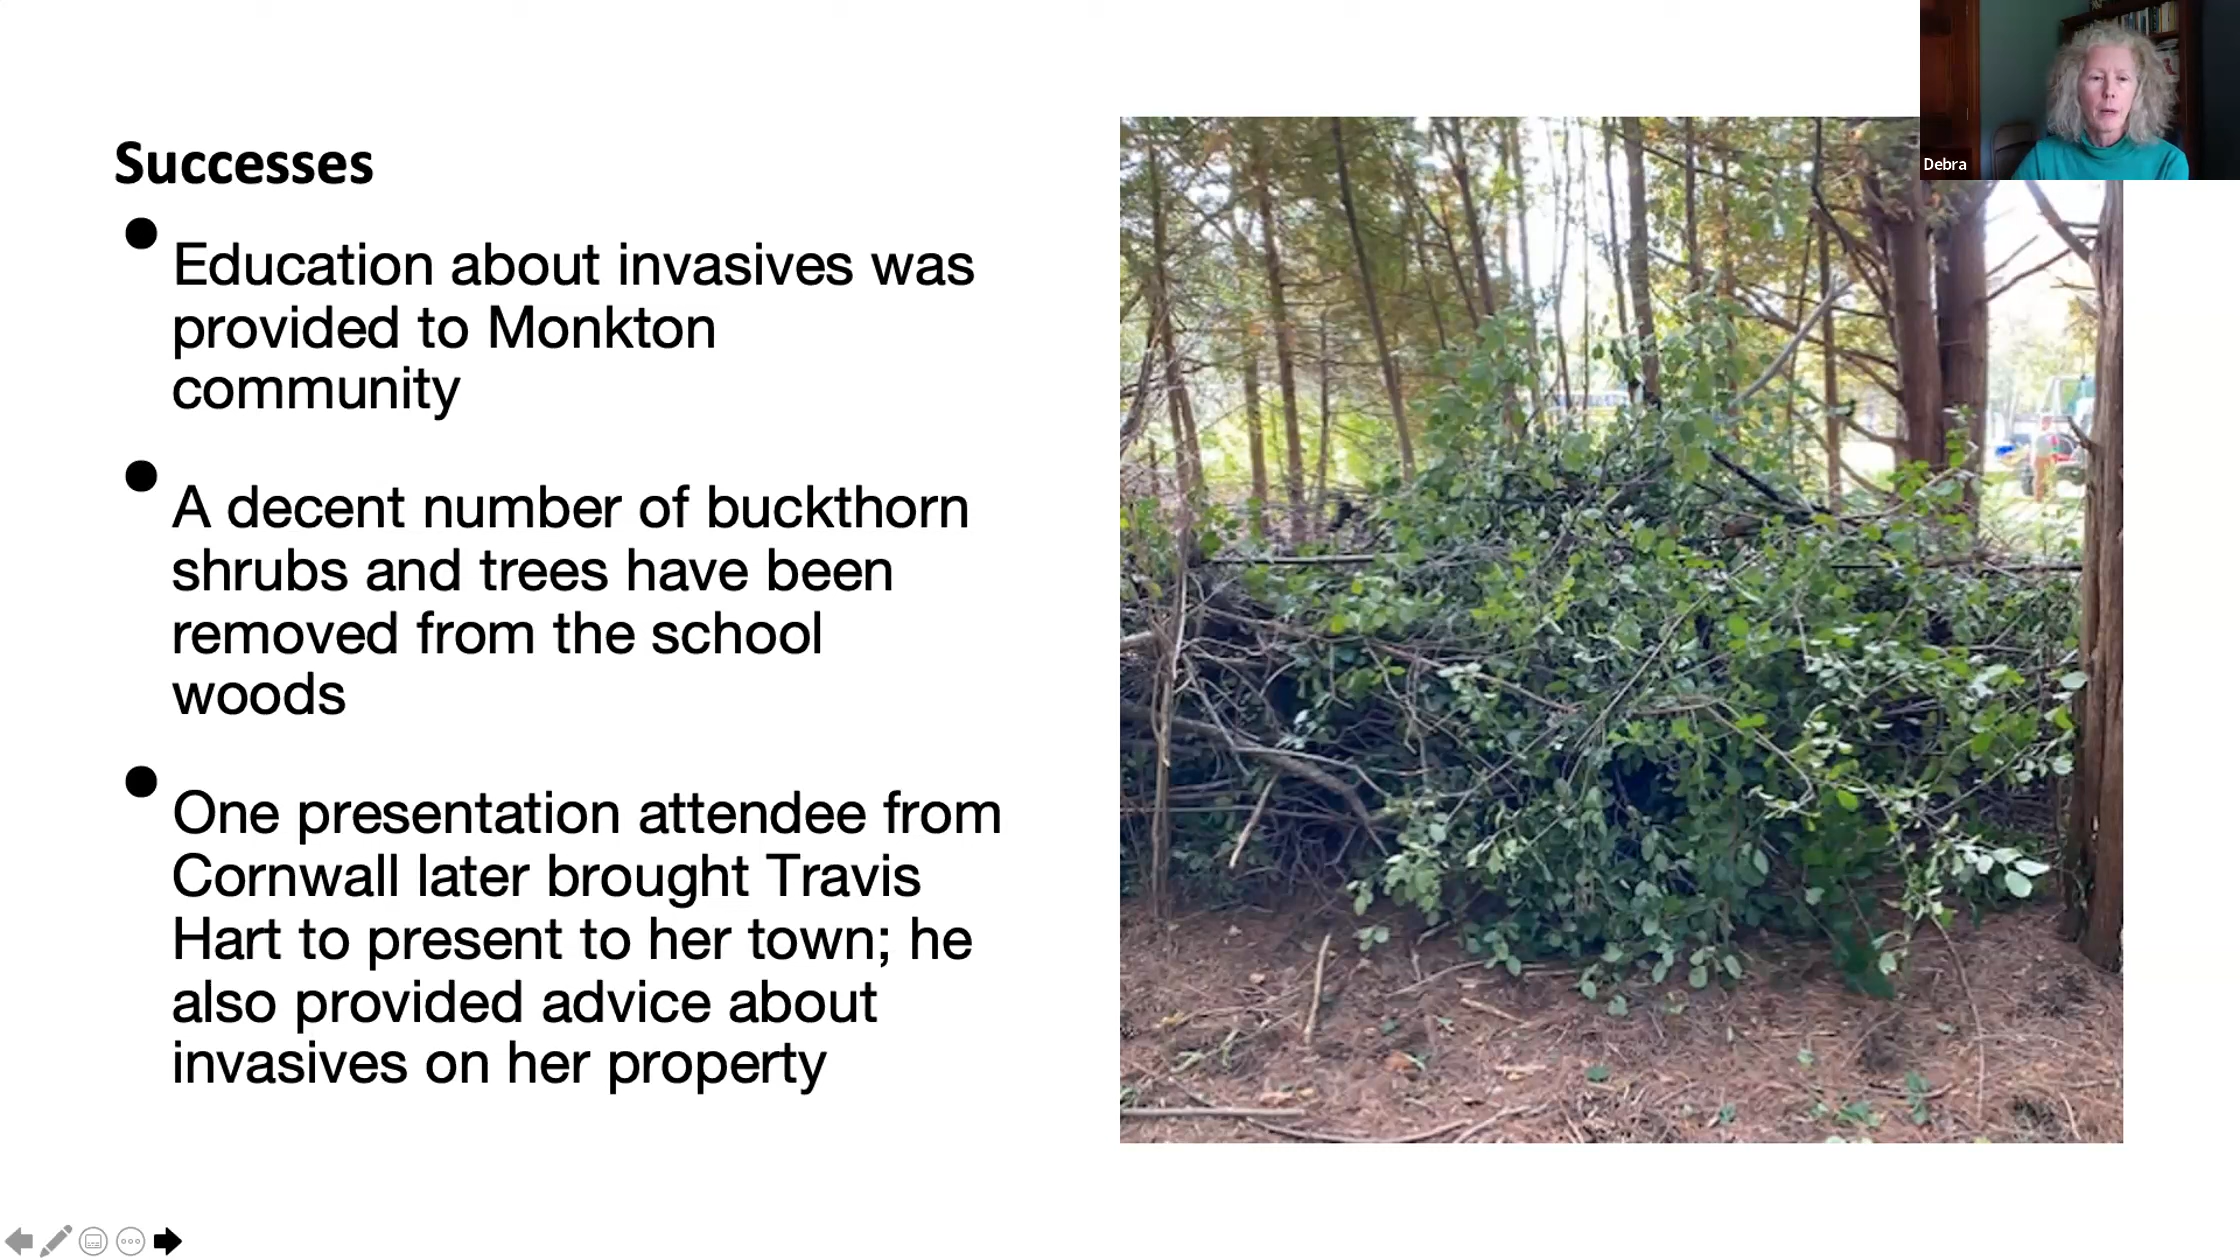 Successes
Education about invasives was
provided to Monkton
community
A decent number of buckthorn
shrubs and trees have been
removed from the school
woods
One presentation attendee from
Cornwall later brought Travis
Hart to present to her town; he
also provided advice about
invasives on her property
Debra